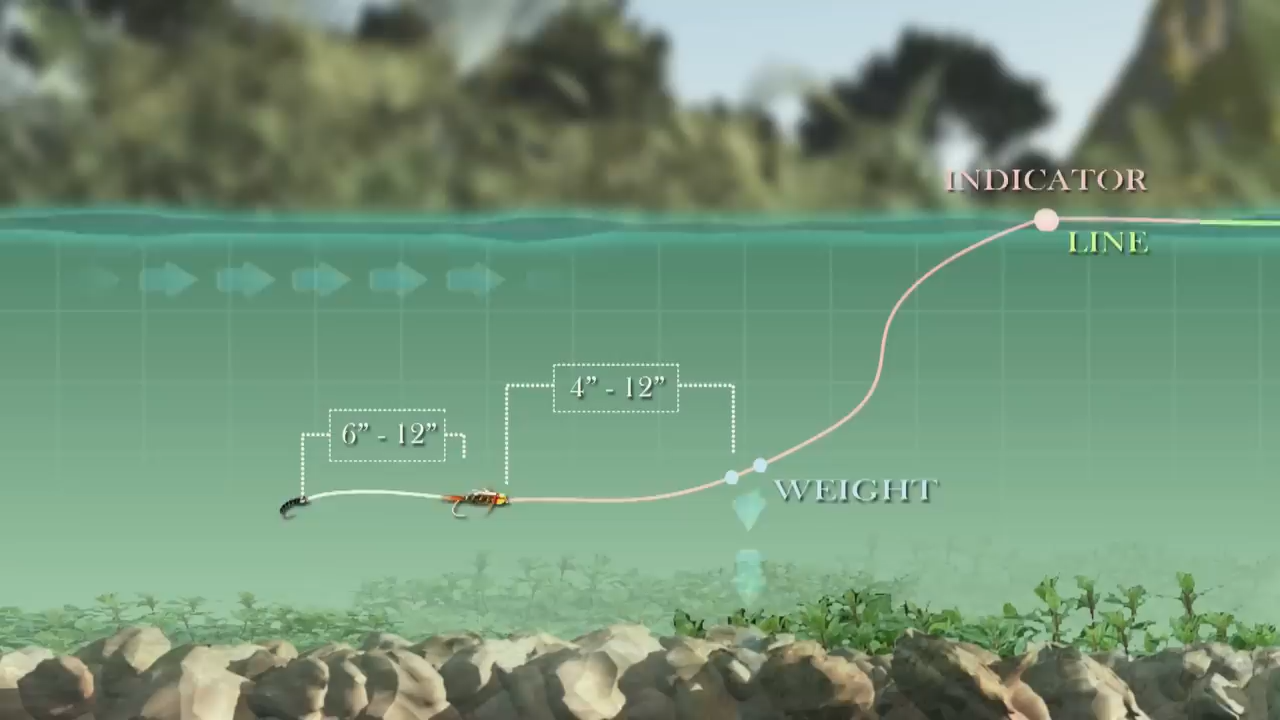 INDICATOR
LINE
4” - 12”
6” - 12”
WEIGHT